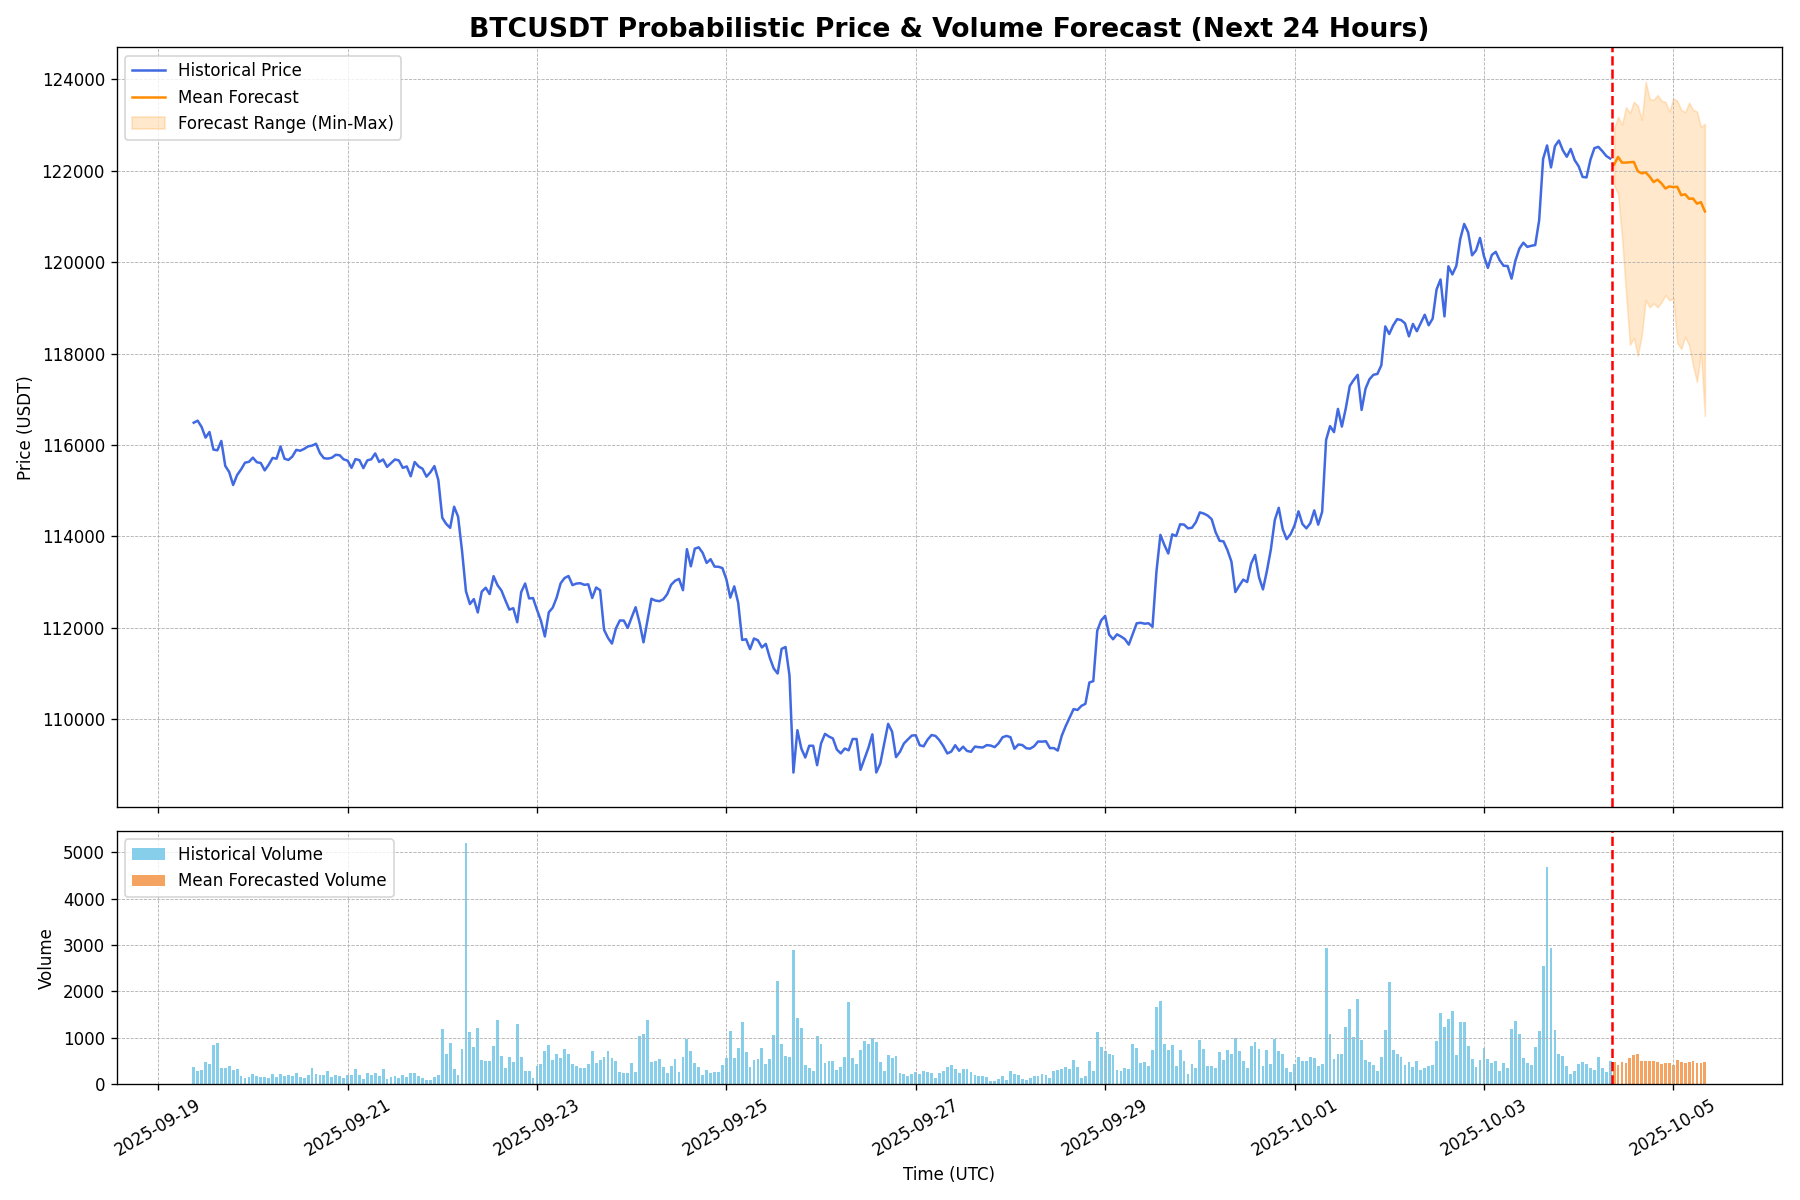 BTCUSDT Probabilistic Price & Volume Forecast (Next 24 Hours)
Historical Price
Mean Forecast
Forecast Range (Min-Max)
Price (USDT)
124000
122000
120000
118000
116000
114000
112000
110000
Historical Volume
Mean Forecasted Volume
Volume
5000
4000
3000
2000
1000
0
2025-09-19
2025-09-21
2025-09-23
2025-09-25
2025-09-27
2025-09-29
2025-10-01
2025-10-03
2025-10-05
Time (UTC)